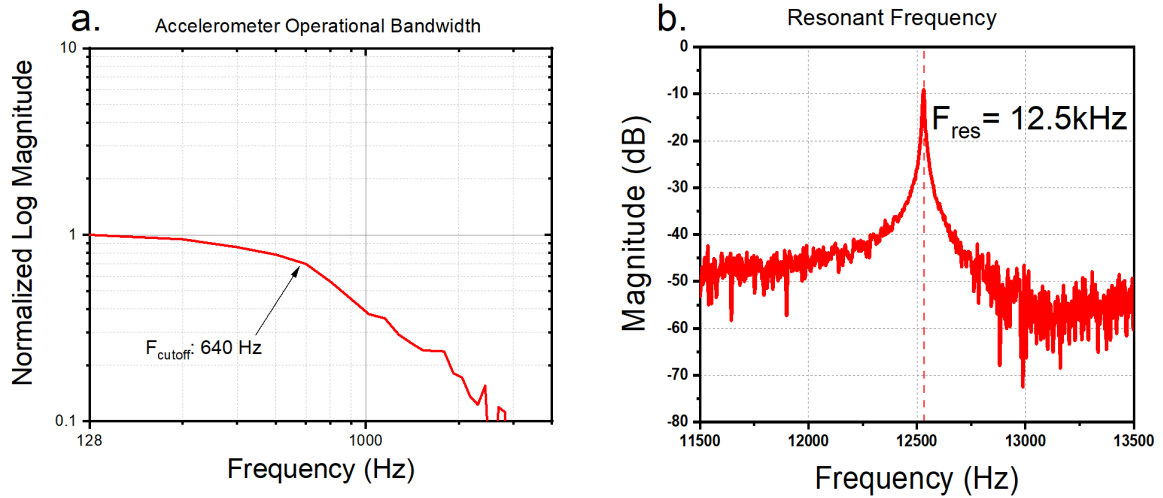 a.
Accelerometer Operational Bandwidth
Normalized Log Magnitude
10
1
0.1
F_cutoff: 640 Hz
128
1000
Frequency (Hz)
b.
Resonant Frequency
Magnitude (dB)
0
-10
-20
-30
-40
-50
-60
-70
-80
F_res= 12.5kHz
11500
12000
12500
13000
13500
Frequency (Hz)